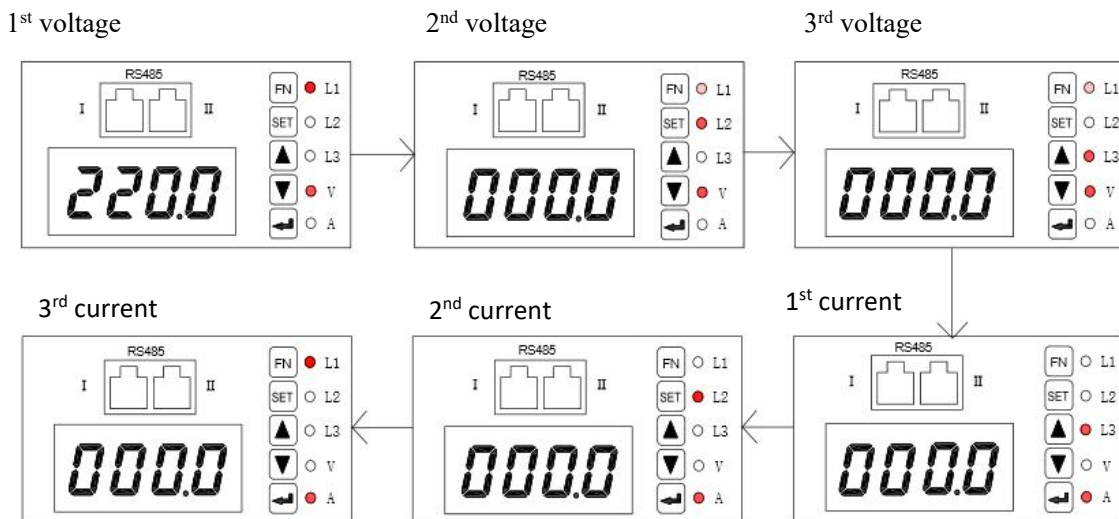 1st voltage
2nd voltage
3rd voltage
RS485
I
II
FN L1
SET L2
L3
V
A
220.0
RS485
I
II
FN L1
SET L2
L3
V
A
000.0
RS485
I
II
FN L1
SET L2
L3
V
A
000.0
3rd current
2nd current
1st current
RS485
I
II
FN L1
SET L2
L3
V
A
000.0
RS485
I
II
FN L1
SET L2
L3
V
A
000.0
RS485
I
II
FN L1
SET L2
L3
V
A
000.0